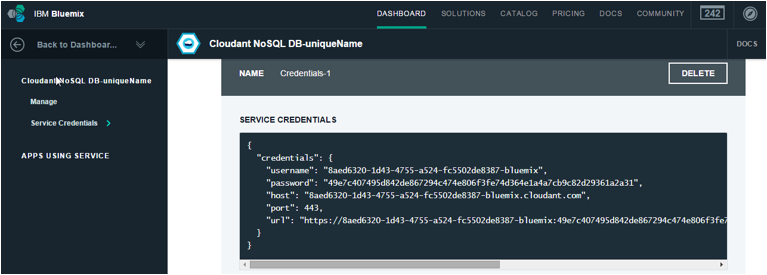 IBM Bluemix
DASHBOARD SOLUTIONS CATALOG PRICING DOCS COMMUNITY 242
Back to Dashboar...
Cloudant NoSQL DB-uniqueName
DOCS
Cloudant NoSQL DB-uniqueName
Manage
Service Credentials
APPS USING SERVICE
NAME Credentials-1
DELETE
SERVICE CREDENTIALS
{
"credentials": {
"username": "8aed6320-1d43-4755-a524-fc5502de8387-bluemix",
"password": "49e7c407495d842de867294c474e806f3fe74d364e1a4a7cb9c82d29361a2a31",
"host": "8aed6320-1d43-4755-a524-fc5502de8387-bluemix.cloudant.com",
"port": 443,
"url": "https://8aed6320-1d43-4755-a524-fc5502de8387-bluemix:49e7c407495d842de867294c474e806f3fe7
}
}